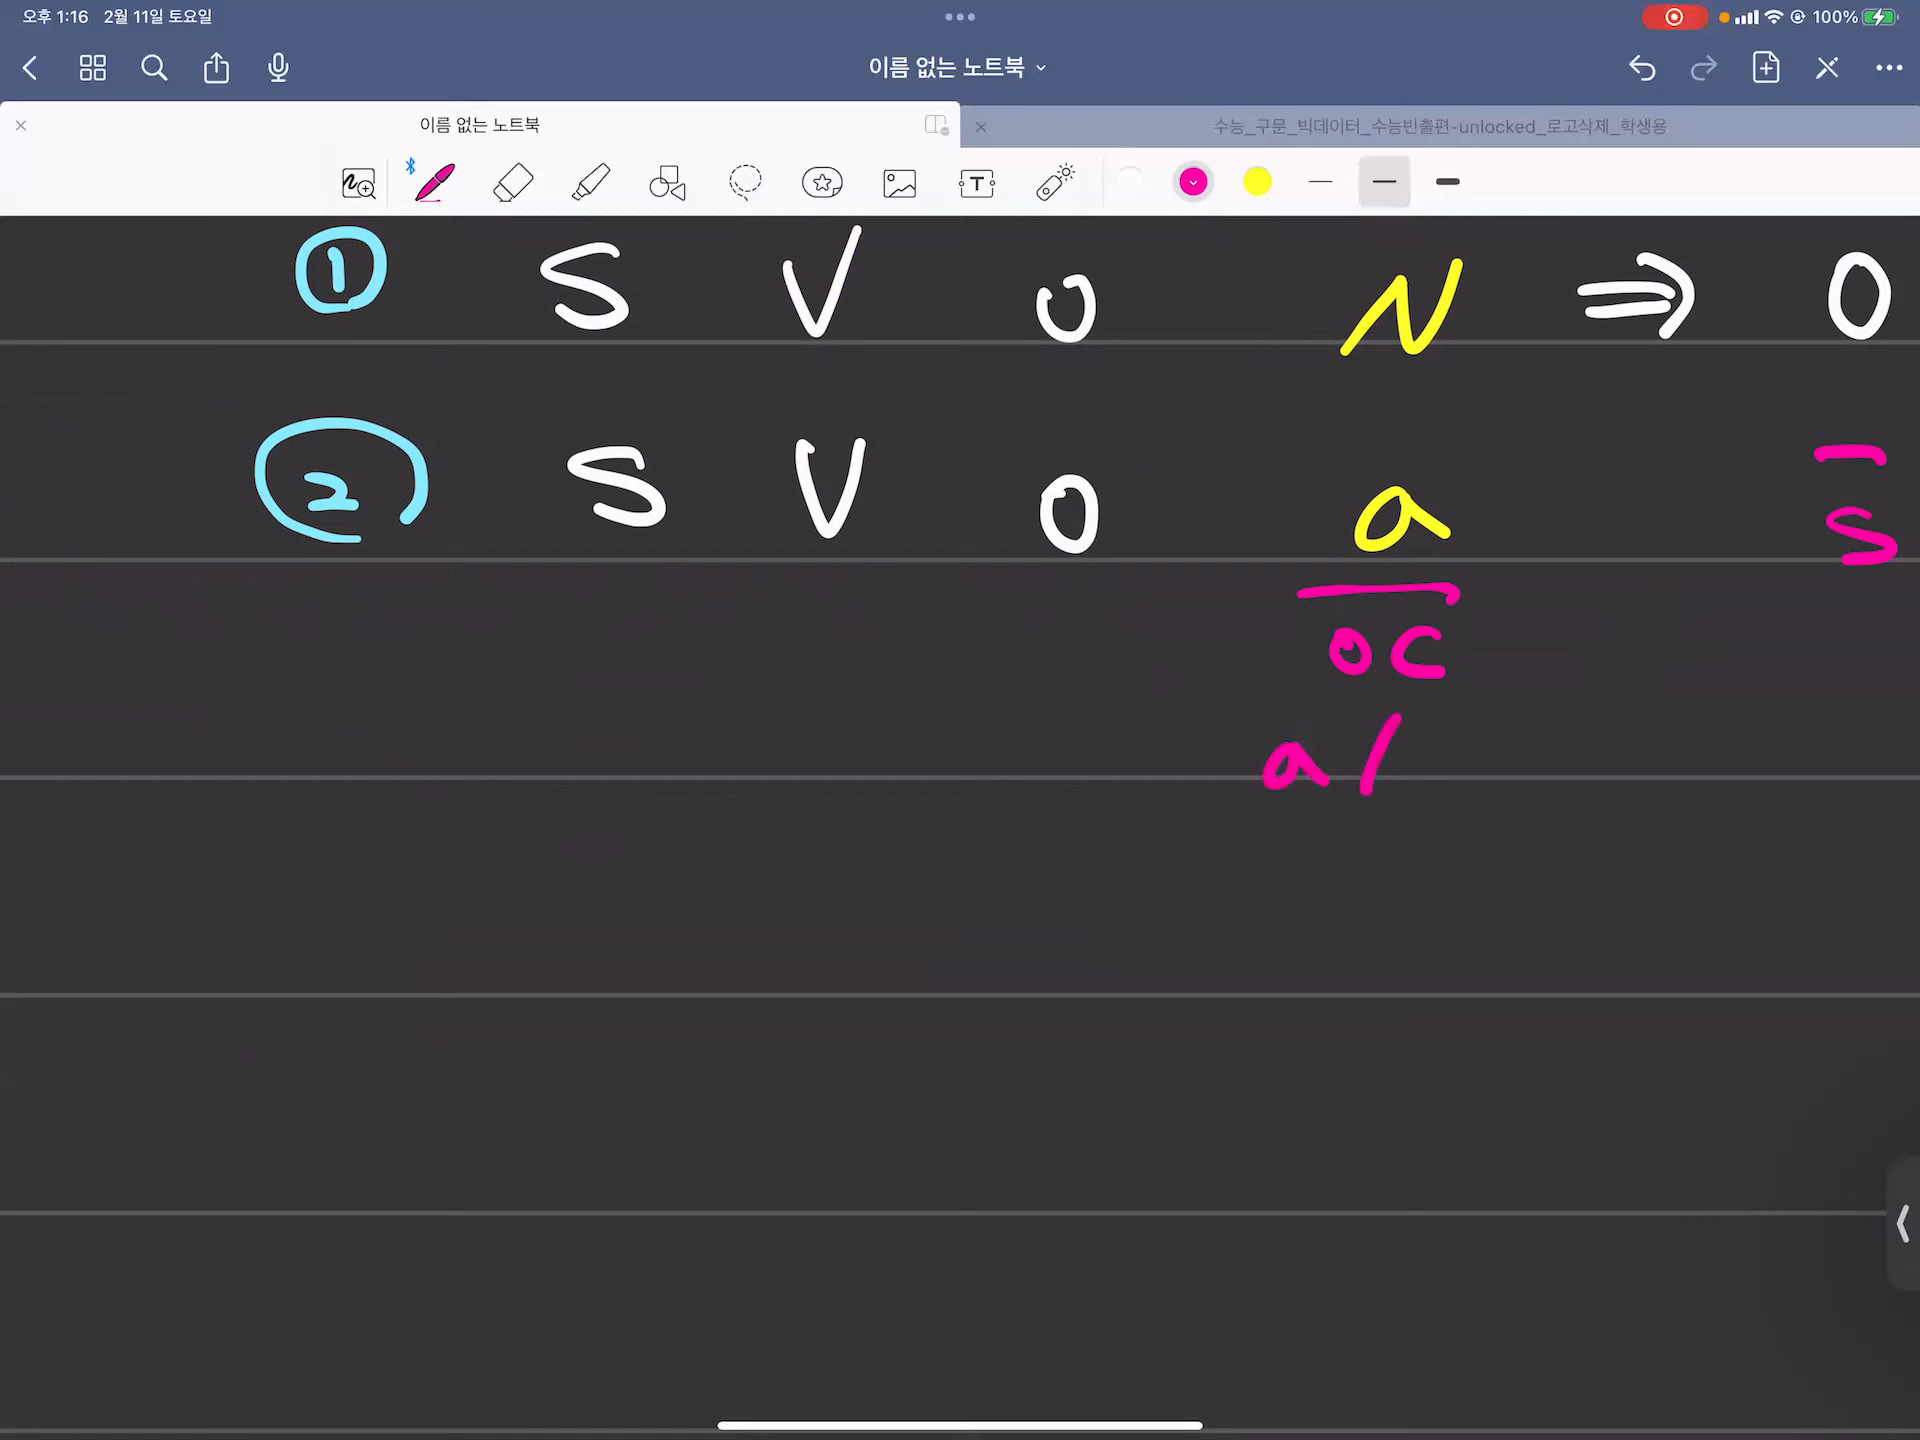 오후 1:16 2월 11일 토요일
100%
이름 없는 노트북
이름 없는 노트북
수능_구문_빅데이터_수능빈출편-unlocked_로고삭제_학생용
① S V O N ⇒ O
② S V O a S
OC
a /